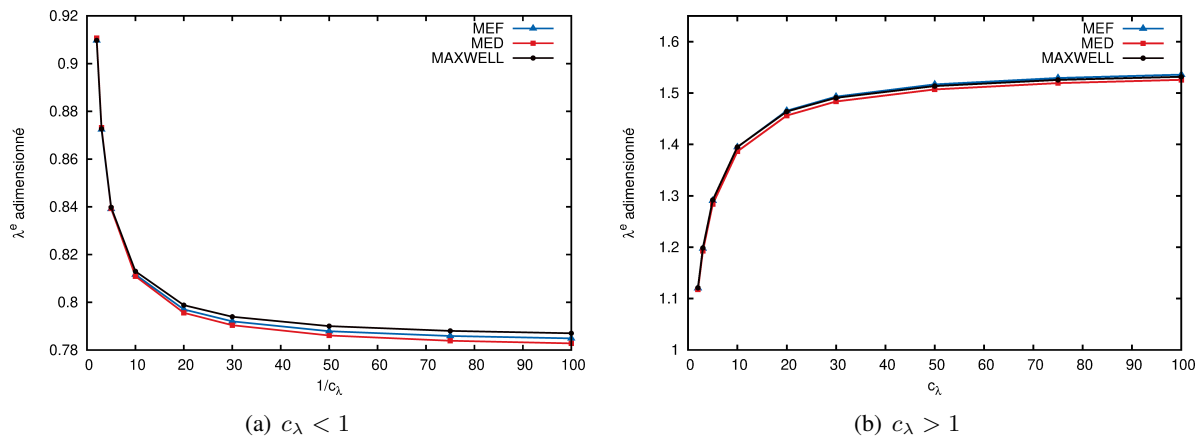 0.92
0.9
0.88
0.86
0.84
0.82
0.8
0.78
λᵉ adimensionné
MEF
MED
MAXWELL
0 10 20 30 40 50 60 70 80 90 100
1/c_λ
(a) c_λ < 1
1.6
1.5
1.4
1.3
1.2
1.1
1
λᵉ adimensionné
MEF
MED
MAXWELL
0 10 20 30 40 50 60 70 80 90 100
c_λ
(b) c_λ > 1